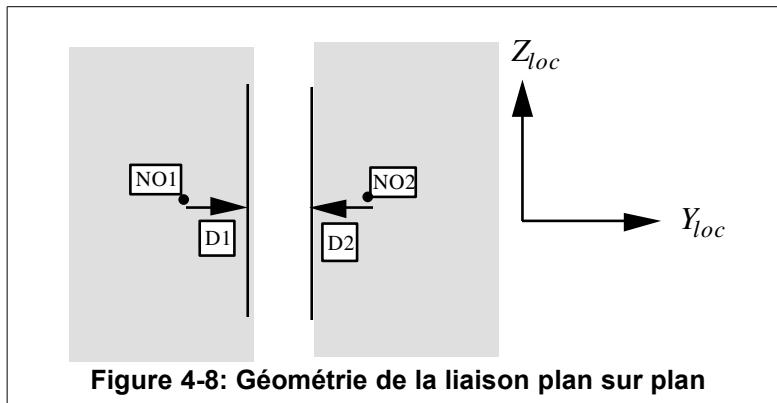 Z_loc
NO1
NO2
D1
D2
Y_loc
Figure 4-8: Géométrie de la liaison plan sur plan